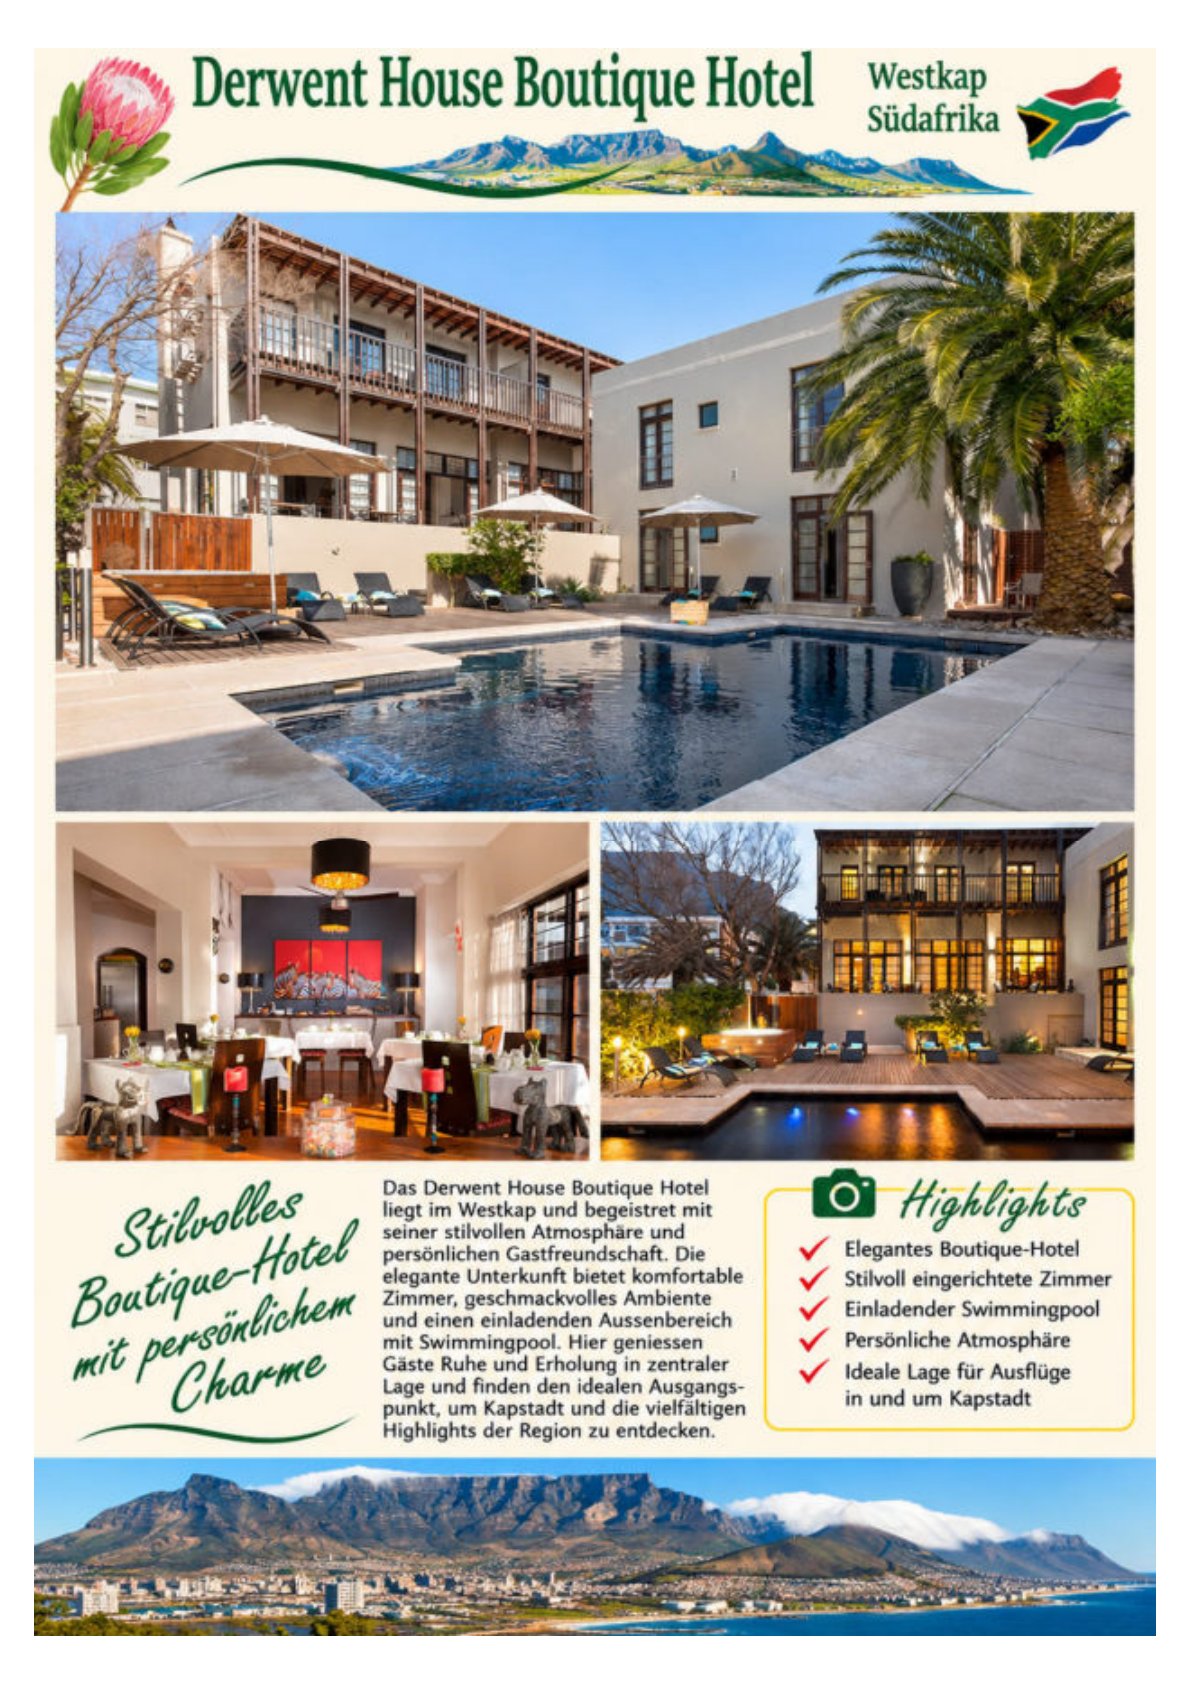 Derwent House Boutique Hotel
Westkap
Südafrika
Stilvolles
Boutique-Hotel
mit persönlichem
Charme
Das Derwent House Boutique Hotel
liegt im Westkap und begeistret mit
seiner stilvollen Atmosphäre und
persönlichen Gastfreundschaft. Die
elegante Unterkunft bietet komfortable
Zimmer, geschmackvolles Ambiente
und einen einladenden Aussenbereich
mit Swimmingpool. Hier geniessen
Gäste Ruhe und Erholung in zentraler
Lage und finden den idealen Ausgangs-
punkt, um Kapstadt und die vielfältigen
Highlights der Region zu entdecken.
Highlights
Elegantes Boutique-Hotel
Stilvoll eingerichtete Zimmer
Einladender Swimmingpool
Persönliche Atmosphäre
Ideale Lage für Ausflüge
in und um Kapstadt